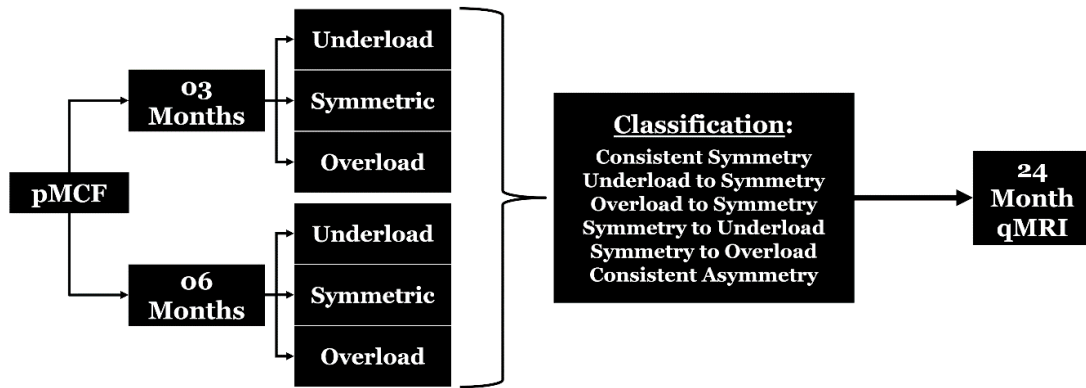 pMCF
03
Months
Underload
Symmetric
Overload
06
Months
Underload
Symmetric
Overload
Classification:
Consistent Symmetry
Underload to Symmetry
Overload to Symmetry
Symmetry to Underload
Symmetry to Overload
Consistent Asymmetry
24
Month
qMRI